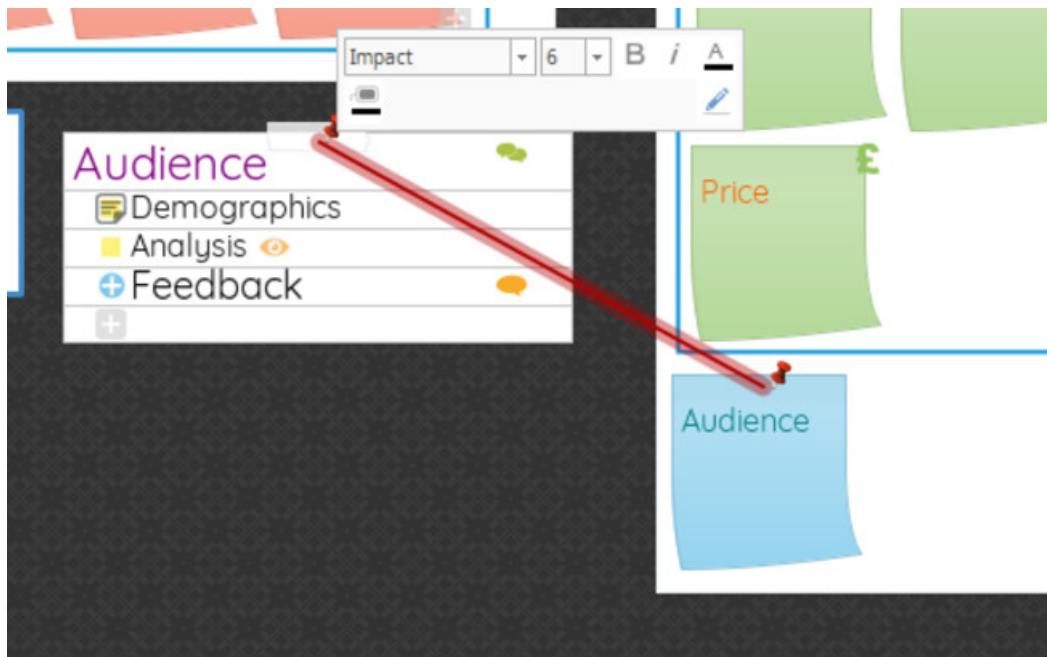 Impact 6 B i A
Audience
Demographics
Analysis
Feedback
£
Price
Audience